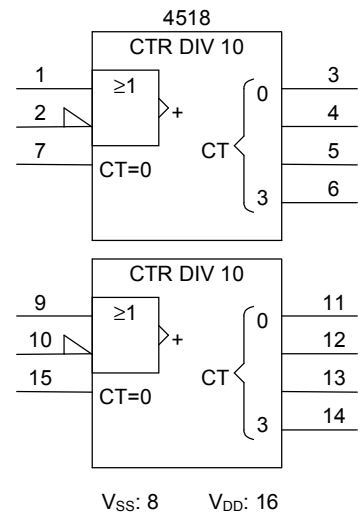 4518
CTR DIV 10
1 ≥1 3
2 + 0 4
7 CT=0 CT 5
3 6
CTR DIV 10
9 ≥1 11
10 + 0 12
15 CT=0 CT 13
3 14
VSS: 8 VDD: 16